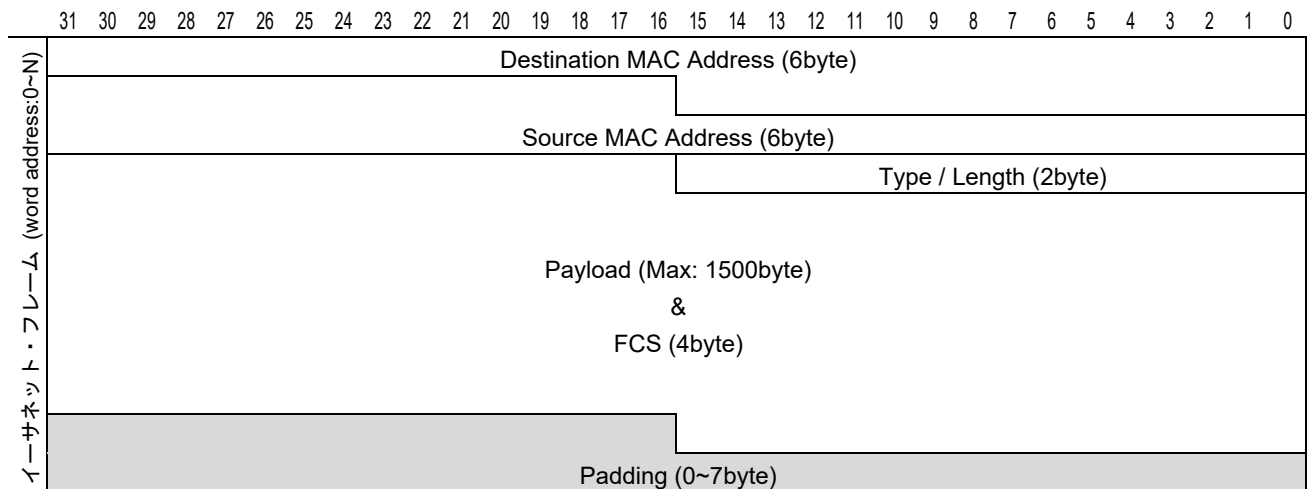 31 30 29 28 27 26 25 24 23 22 21 20 19 18 17 16 15 14 13 12 11 10 9 8 7 6 5 4 3 2 1 0
イーサネット・フレーム (word address:0~N)
Destination MAC Address (6byte)
Source MAC Address (6byte)
Type / Length (2byte)
Payload (Max: 1500byte)
&
FCS (4byte)
Padding (0~7byte)